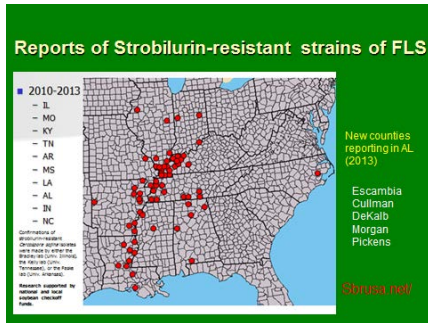 Reports of Strobilurin-resistant strains of FLS
2010-2013
– IL
– MO
– KY
– TN
– AR
– MS
– LA
– AL
– IN
– NC
Confirmations of
strobilurin-resistant
Cercospora sojina isolates
were made by either the
Bradley lab (Univ. Illinois),
the Kelly lab (Univ.
Tennessee), or the
lab (Univ. Arkansas).
Research supported by
national and local
soybean checkoff
funds.
New counties
reporting in AL
(2013)
Escambia
Cullman
DeKalb
Morgan
Pickens
Sbrusa.net/